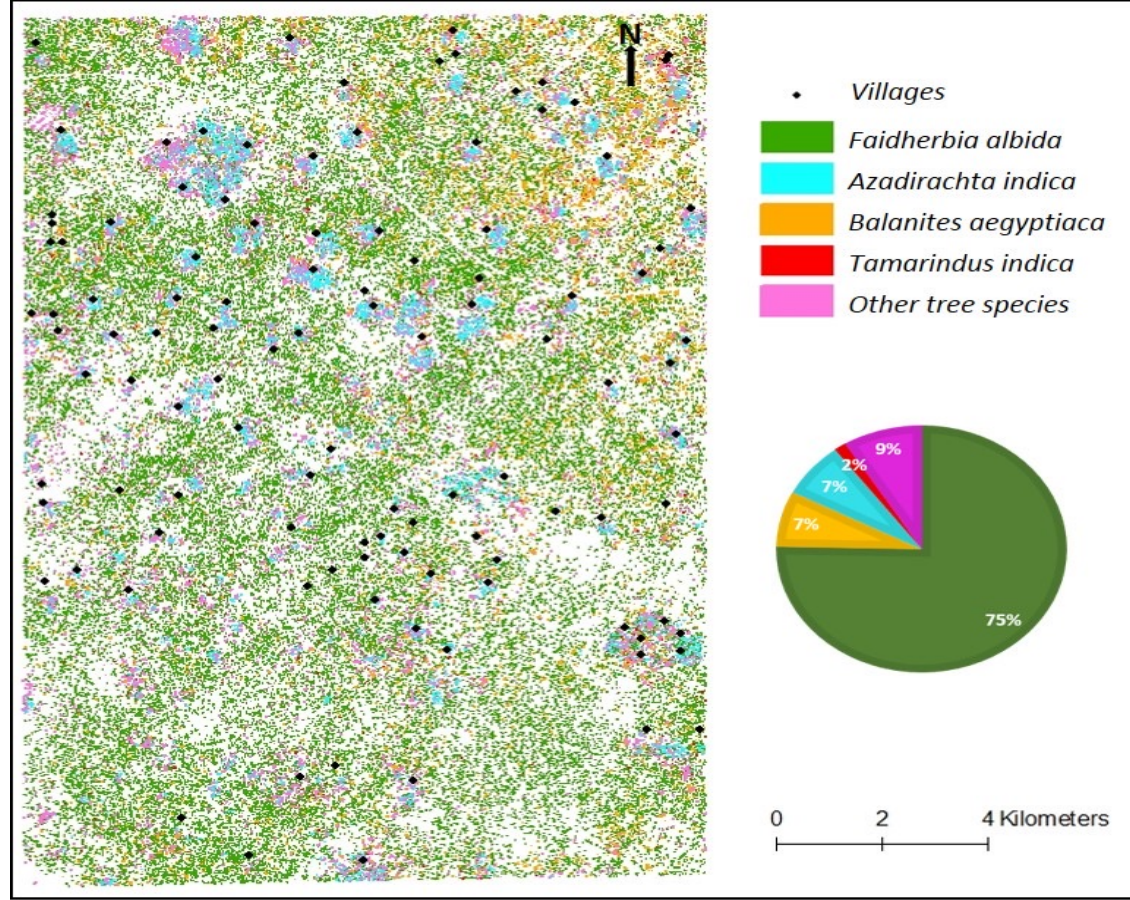 N
Villages
Faidherbia albida
Azadirachta indica
Balanites aegyptiaca
Tamarindus indica
Other tree species
9%
2%
7%
7%
75%
0 2 4 Kilometers